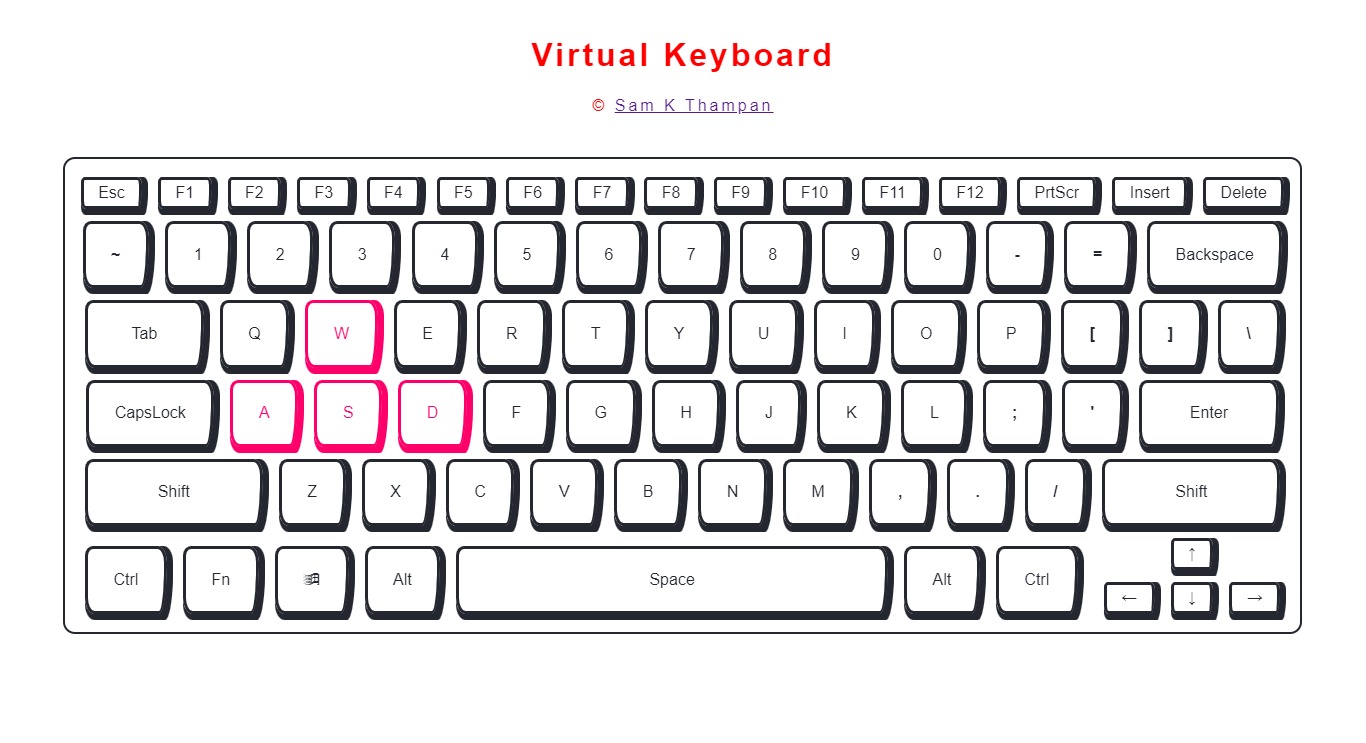 Virtual Keyboard
© Sam K Thampan
Esc F1 F2 F3 F4 F5 F6 F7 F8 F9 F10 F11 F12 PrtScr Insert Delete
~ 1 2 3 4 5 6 7 8 9 0 - = Backspace
Tab Q W E R T Y U I O P [ ] \
CapsLock A S D F G H J K L ; ' Enter
Shift Z X C V B N M , . / Shift
↑
Ctrl Fn Alt Space Alt Ctrl
← ↓ →